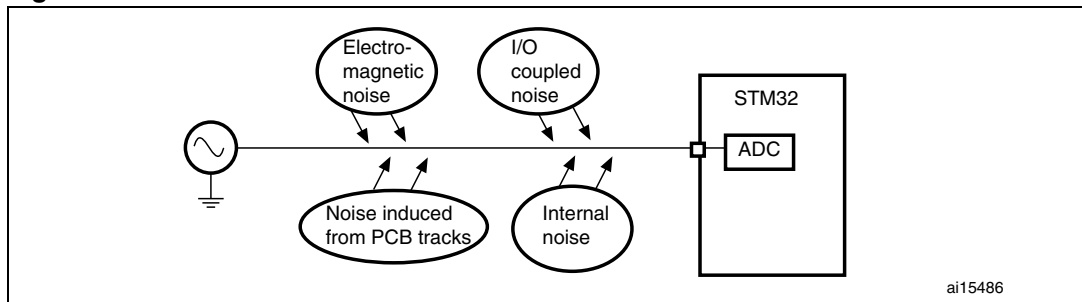 Electro-
magnetic
noise
I/O
coupled
noise
STM32
ADC
Noise induced
from PCB tracks
Internal
noise
ai15486